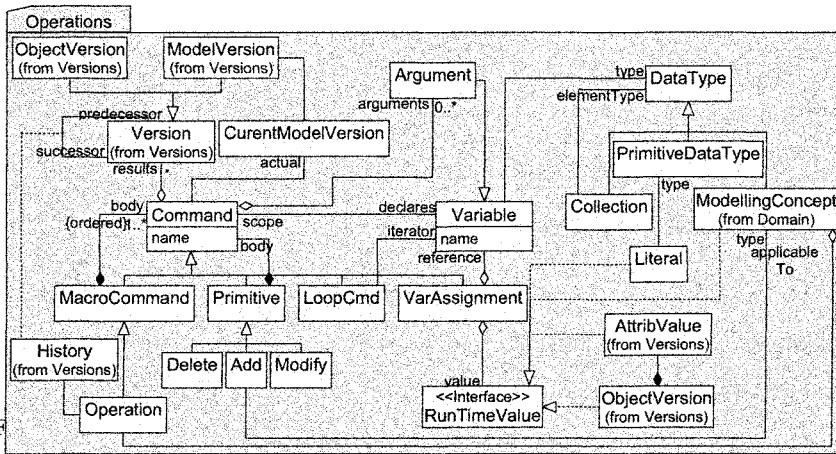 Operations
ObjectVersion
(from Versions)
ModelVersion
(from Versions)
Argument
arguments
0..*
type
DataType
elementType
predecessor
Version
(from Versions)
successor
results
*
CurentModelVersion
actual
PrimitiveDataType
type
Collection
ModellingConcept
(from Domain)
type
applicable
To
body
{ordered}1..*
Command
name
scope
body
declares
iterator
Variable
name
reference
Literal
MacroCommand
Primitive
LoopCmd
VarAssignment
History
(from Versions)
Delete
Add
Modify
AttribValue
(from Versions)
Operation
value
<<Interface>>
RunTimeValue
ObjectVersion
(from Versions)